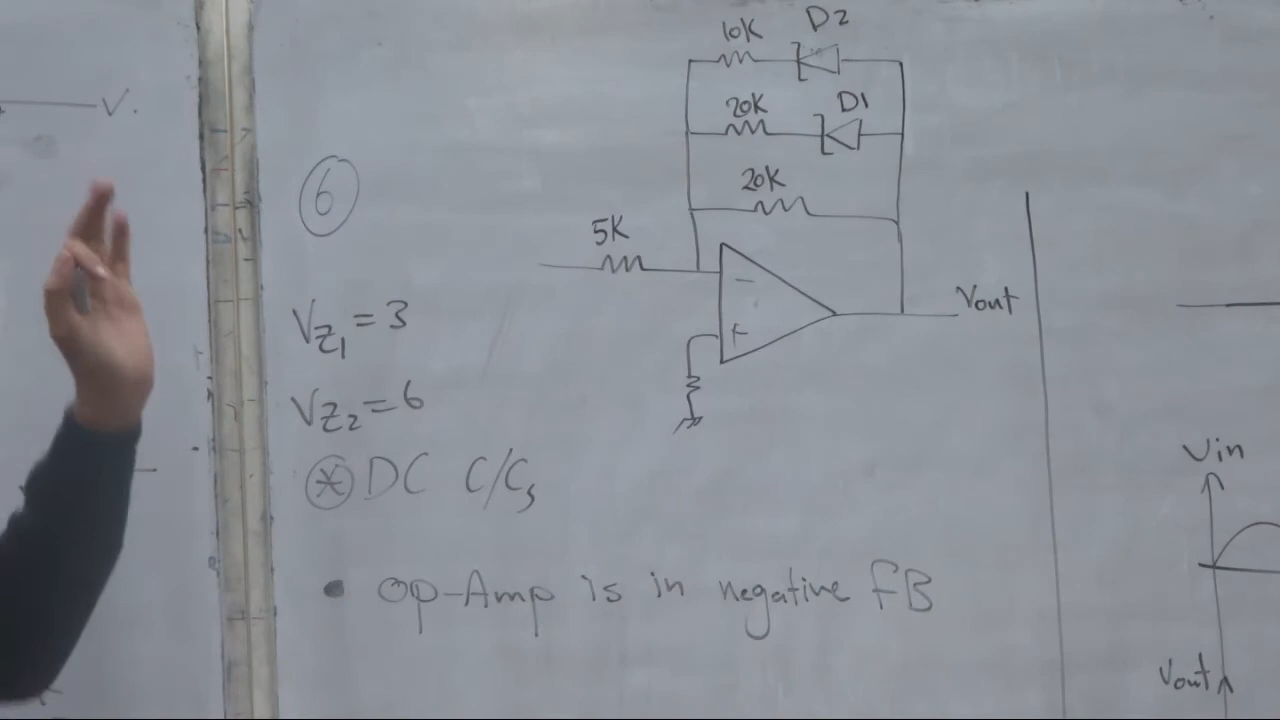 V.
10K
D2
20K
D1
20K
5K
−
+
Vout
6
VZ1 = 3
VZ2 = 6
* DC C/Cs
• Op-Amp is in negative FB
Vin
Vout